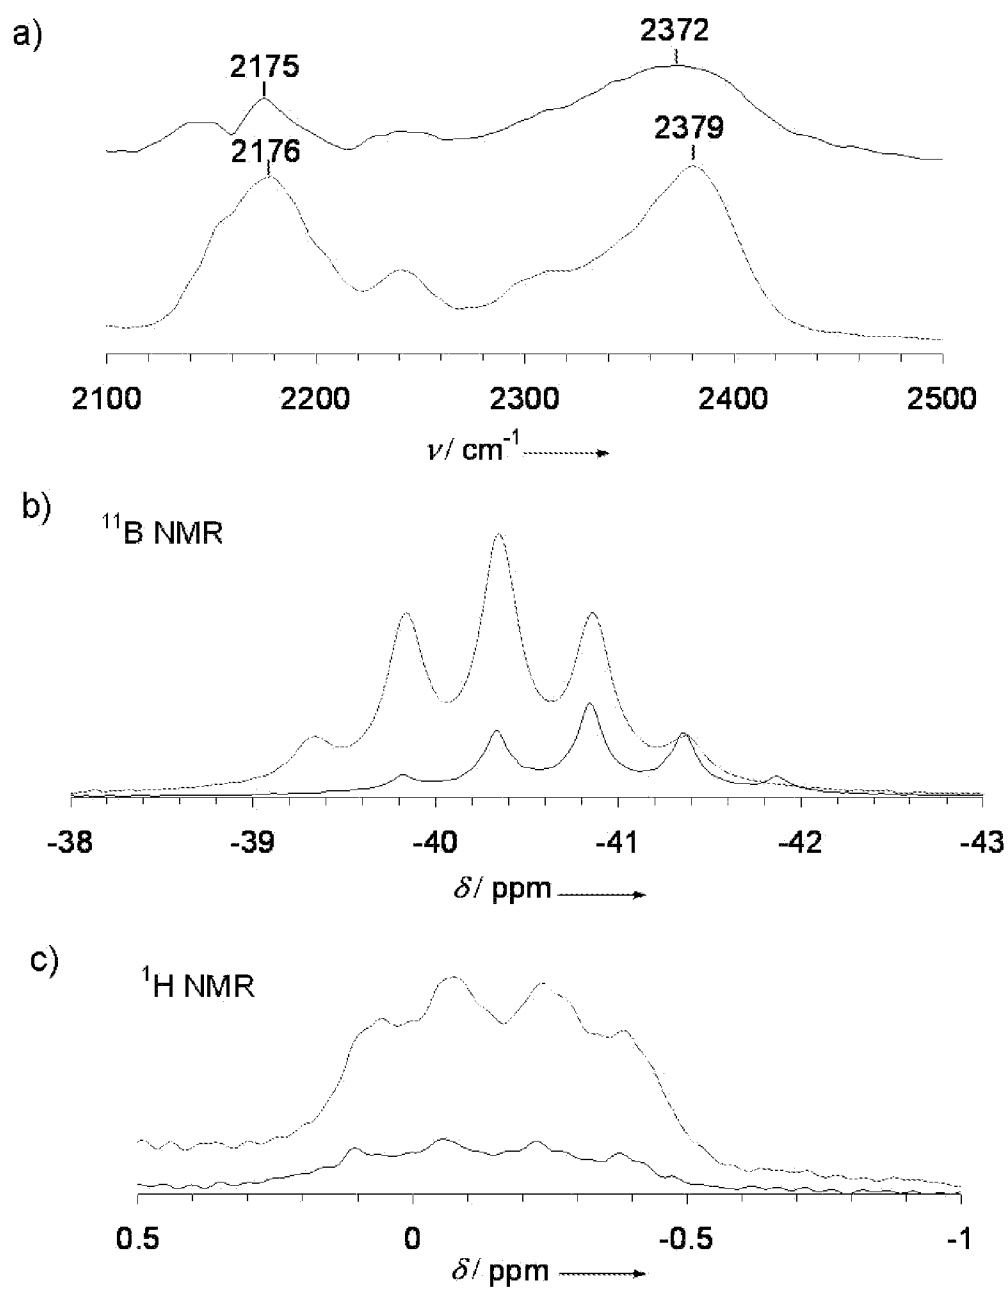 a)
2372
2175
2379
2176
2100 2200 2300 2400 2500
ν/ cm⁻¹
b)
¹¹B NMR
-38 -39 -40 -41 -42 -43
δ/ ppm
c)
¹H NMR
0.5 0 -0.5 -1
δ/ ppm